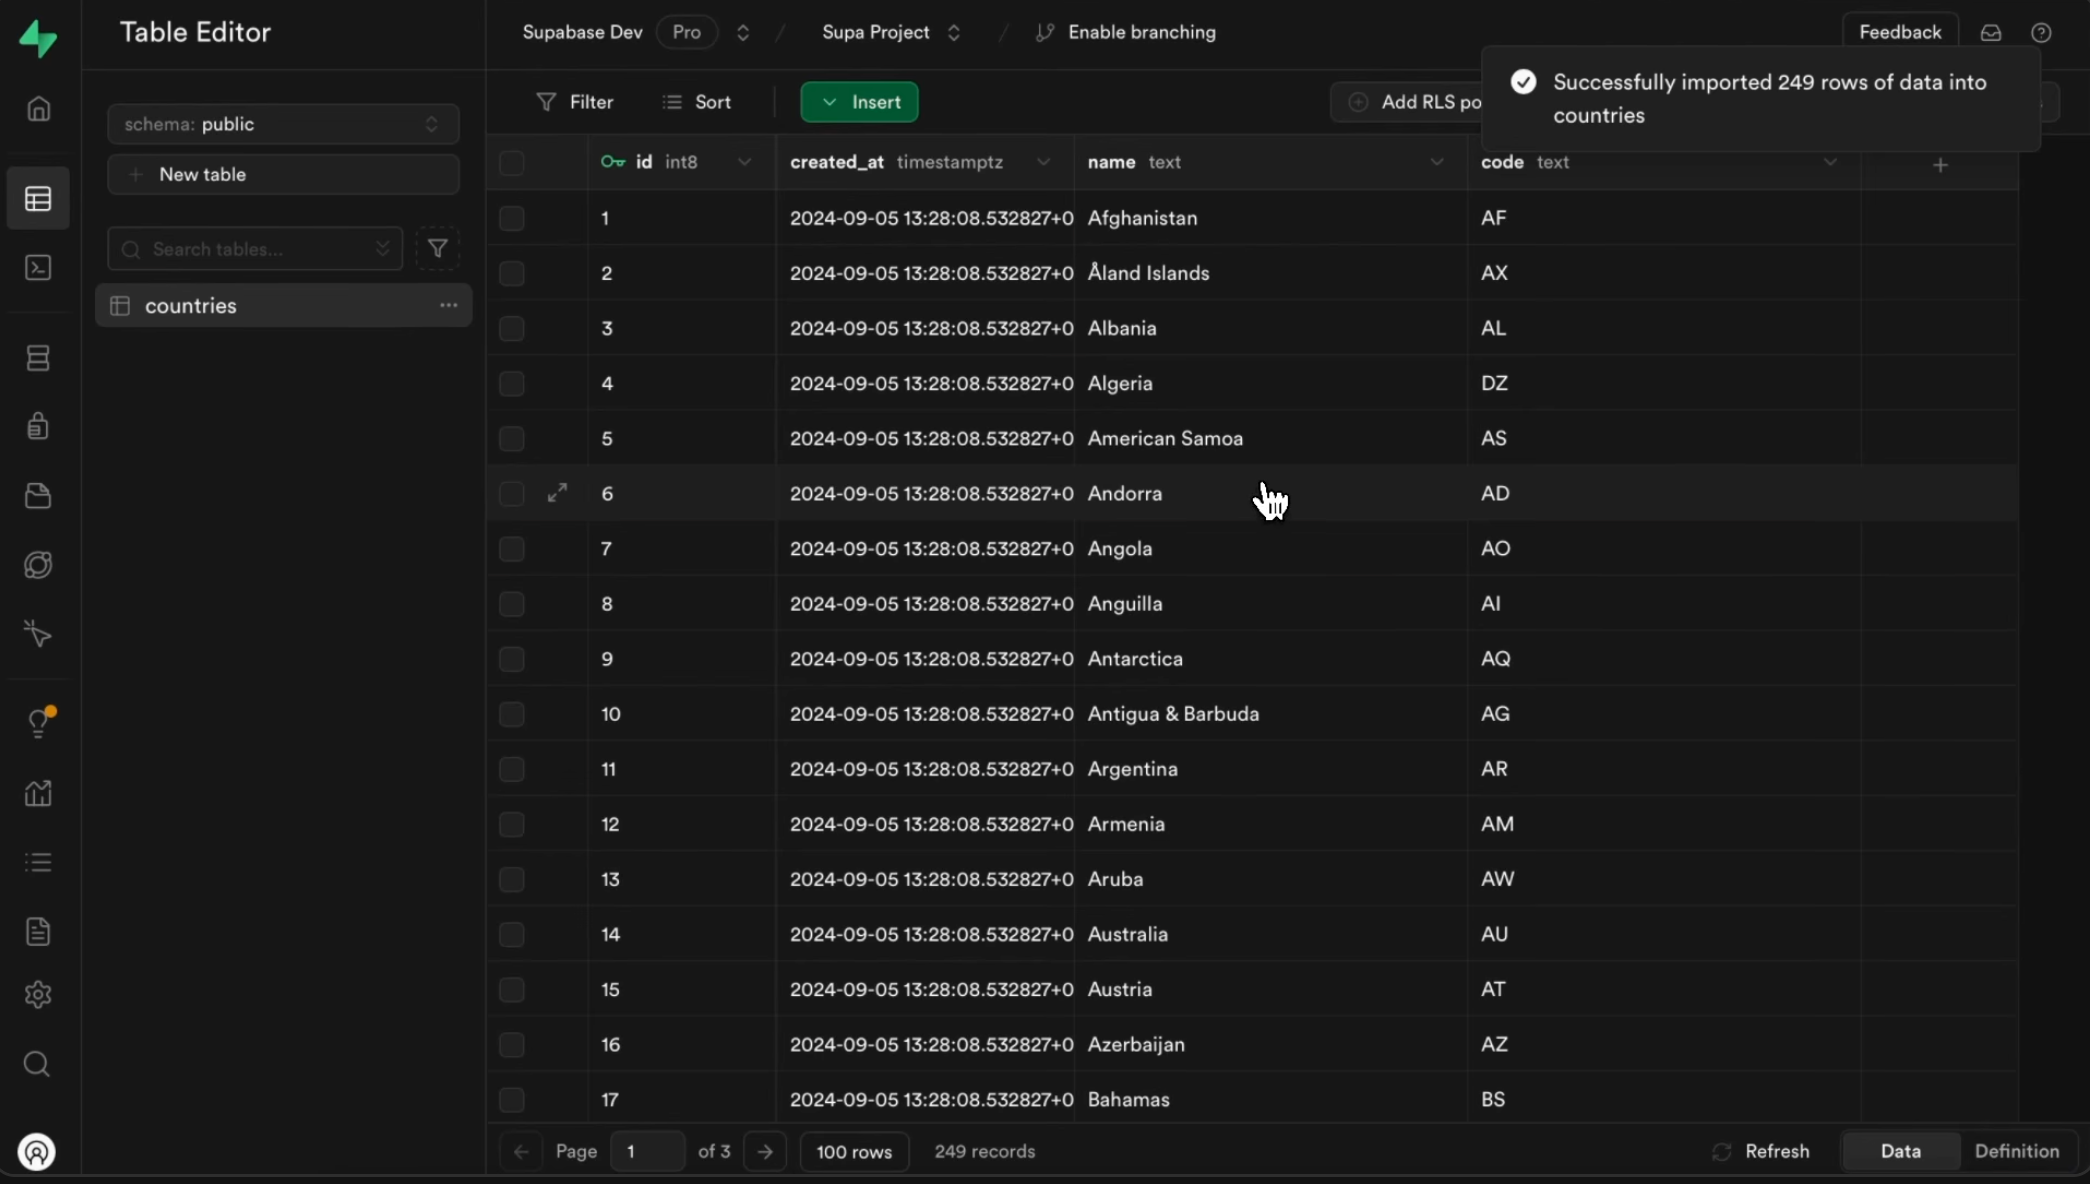 Table Editor
Supabase Dev Pro / Supa Project / Enable branching
Feedback
Successfully imported 249 rows of data into
countries
schema: public
New table
Search tables...
countries
Filter Sort Insert Add RLS po
id int8 created_at timestamptz name text code text
1 2024-09-05 13:28:08.532827+0 Afghanistan AF
2 2024-09-05 13:28:08.532827+0 Åland Islands AX
3 2024-09-05 13:28:08.532827+0 Albania AL
4 2024-09-05 13:28:08.532827+0 Algeria DZ
5 2024-09-05 13:28:08.532827+0 American Samoa AS
6 2024-09-05 13:28:08.532827+0 Andorra AD
7 2024-09-05 13:28:08.532827+0 Angola AO
8 2024-09-05 13:28:08.532827+0 Anguilla AI
9 2024-09-05 13:28:08.532827+0 Antarctica AQ
10 2024-09-05 13:28:08.532827+0 Antigua & Barbuda AG
11 2024-09-05 13:28:08.532827+0 Argentina AR
12 2024-09-05 13:28:08.532827+0 Armenia AM
13 2024-09-05 13:28:08.532827+0 Aruba AW
14 2024-09-05 13:28:08.532827+0 Australia AU
15 2024-09-05 13:28:08.532827+0 Austria AT
16 2024-09-05 13:28:08.532827+0 Azerbaijan AZ
17 2024-09-05 13:28:08.532827+0 Bahamas BS
Page 1 of 3 100 rows 249 records Refresh Data Definition